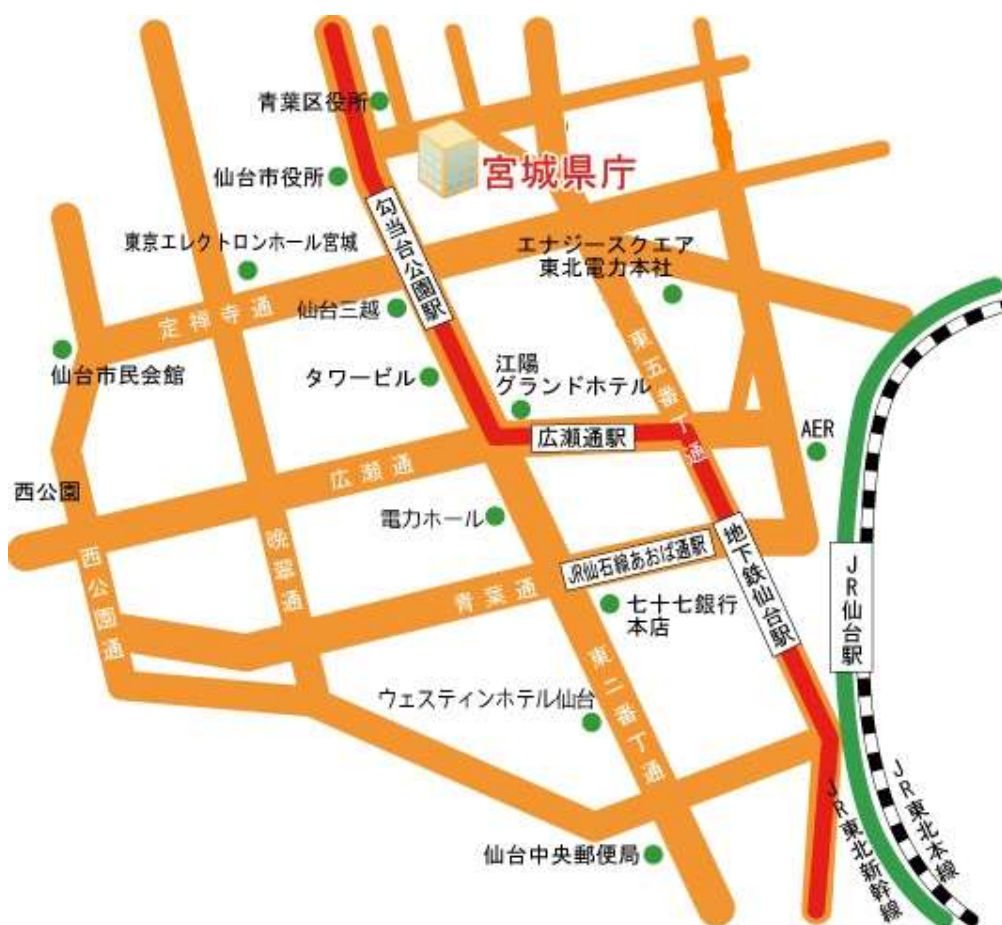 青葉区役所
仙台市役所
宮城県庁
勾当台公園駅
東京エレクトロンホール宮城
エナジースクエア
東北電力本社
定禅寺通
仙台三越
仙台市民会館
タワービル
江陽
グランドホテル
東五番丁通
広瀬通駅
AER
広瀬通
西公園
電力ホール
西公園通
晩翠通
青葉通
JR仙石線あおば通駅
地下鉄仙台駅
JR仙台駅
七十七銀行
本店
東二番丁通
ウェスティンホテル仙台
仙台中央郵便局
JR東北新幹線
JR東北本線